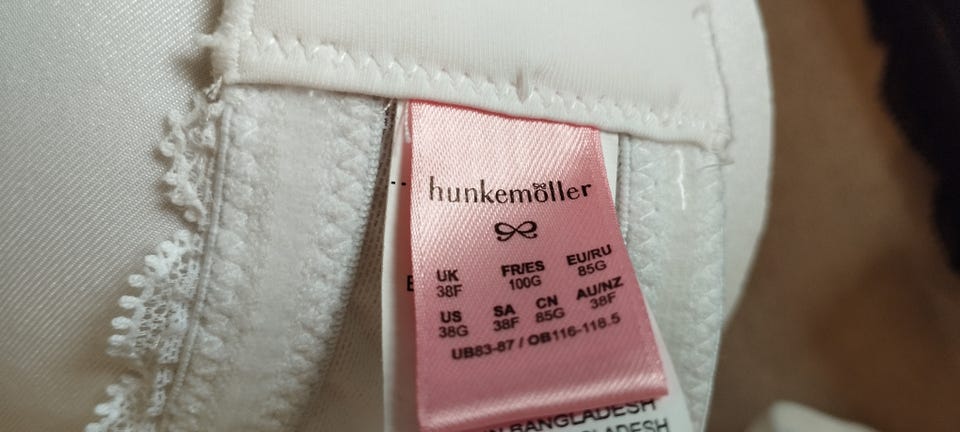 hunkemöller
UK FR/ES EU/RU
38F 100G 85G
US SA CN AU/NZ
38G 38F 85G 38F
UB83-87 / OB116-118.5
BANGLADESH